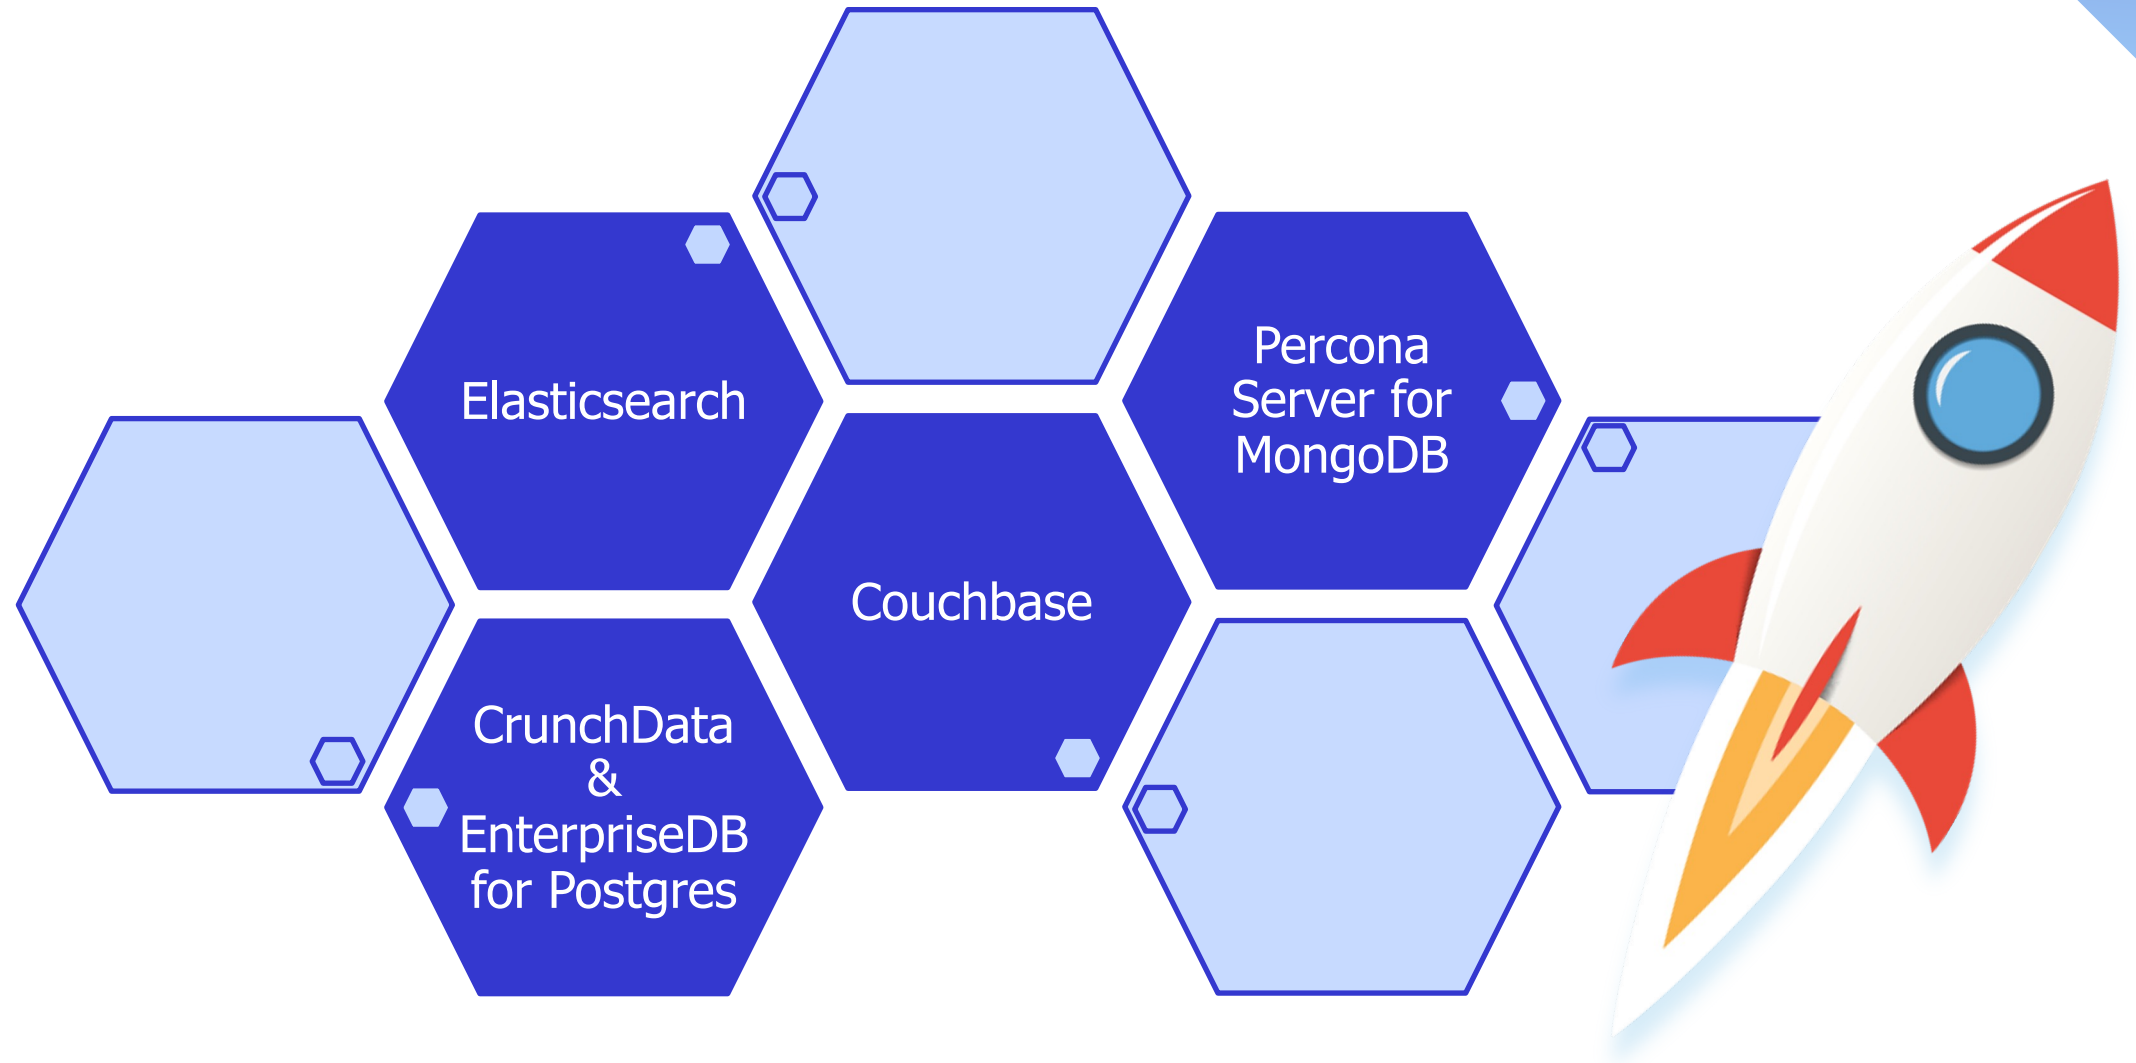 Elasticsearch
Percona
Server for
MongoDB
Couchbase
CrunchData
&
EnterpriseDB
for Postgres